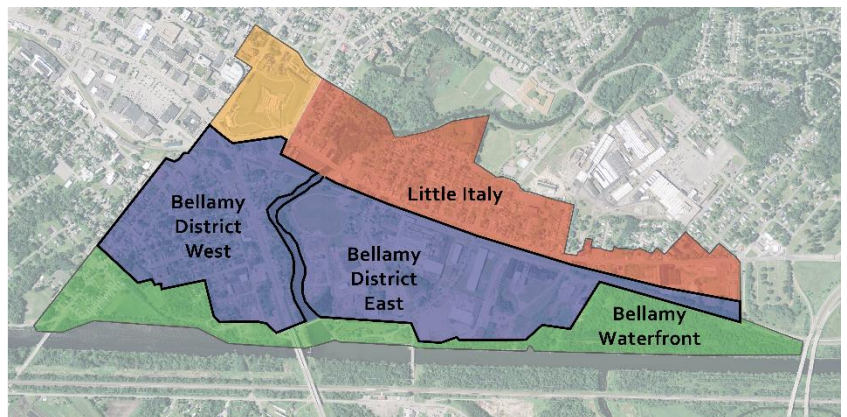 Bellamy
District
West
Little Italy
Bellamy
District
East
Bellamy
Waterfront